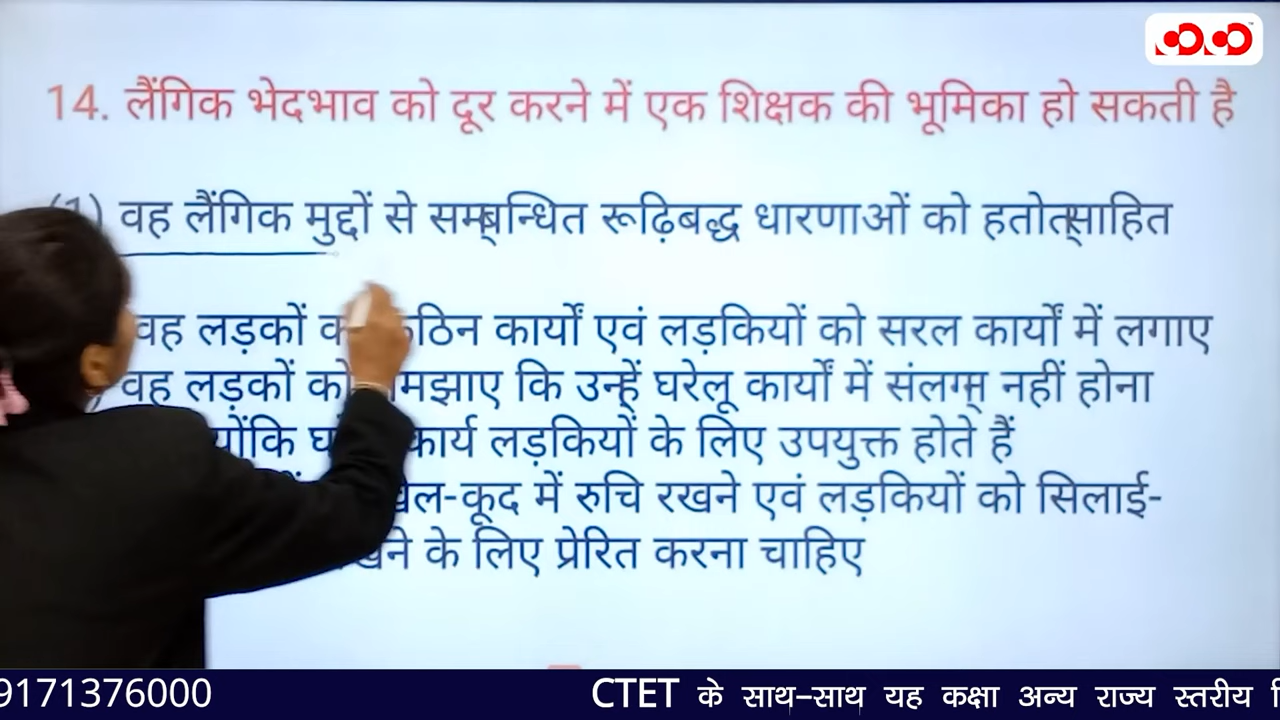 14. लैंगिक भेदभाव को दूर करने में एक शिक्षक की भूमिका हो सकती है
(1) वह लैंगिक मुद्दों से सम्बन्धित रूढ़िबद्ध धारणाओं को हतोत्साहित
वह लड़कों कठिन कार्यों एवं लड़कियों को सरल कार्यों में लगाए
वह लड़कों को समझाए कि उन्हें घरेलू कार्यों में संलग्न नहीं होना
कार्य लड़कियों के लिए उपयुक्त होते हैं
खेल-कूद में रुचि रखने एवं लड़कियों को सिलाई-
के लिए प्रेरित करना चाहिए
9171376000 CTET के साथ-साथ यह कक्षा अन्य राज्य स्तरीय